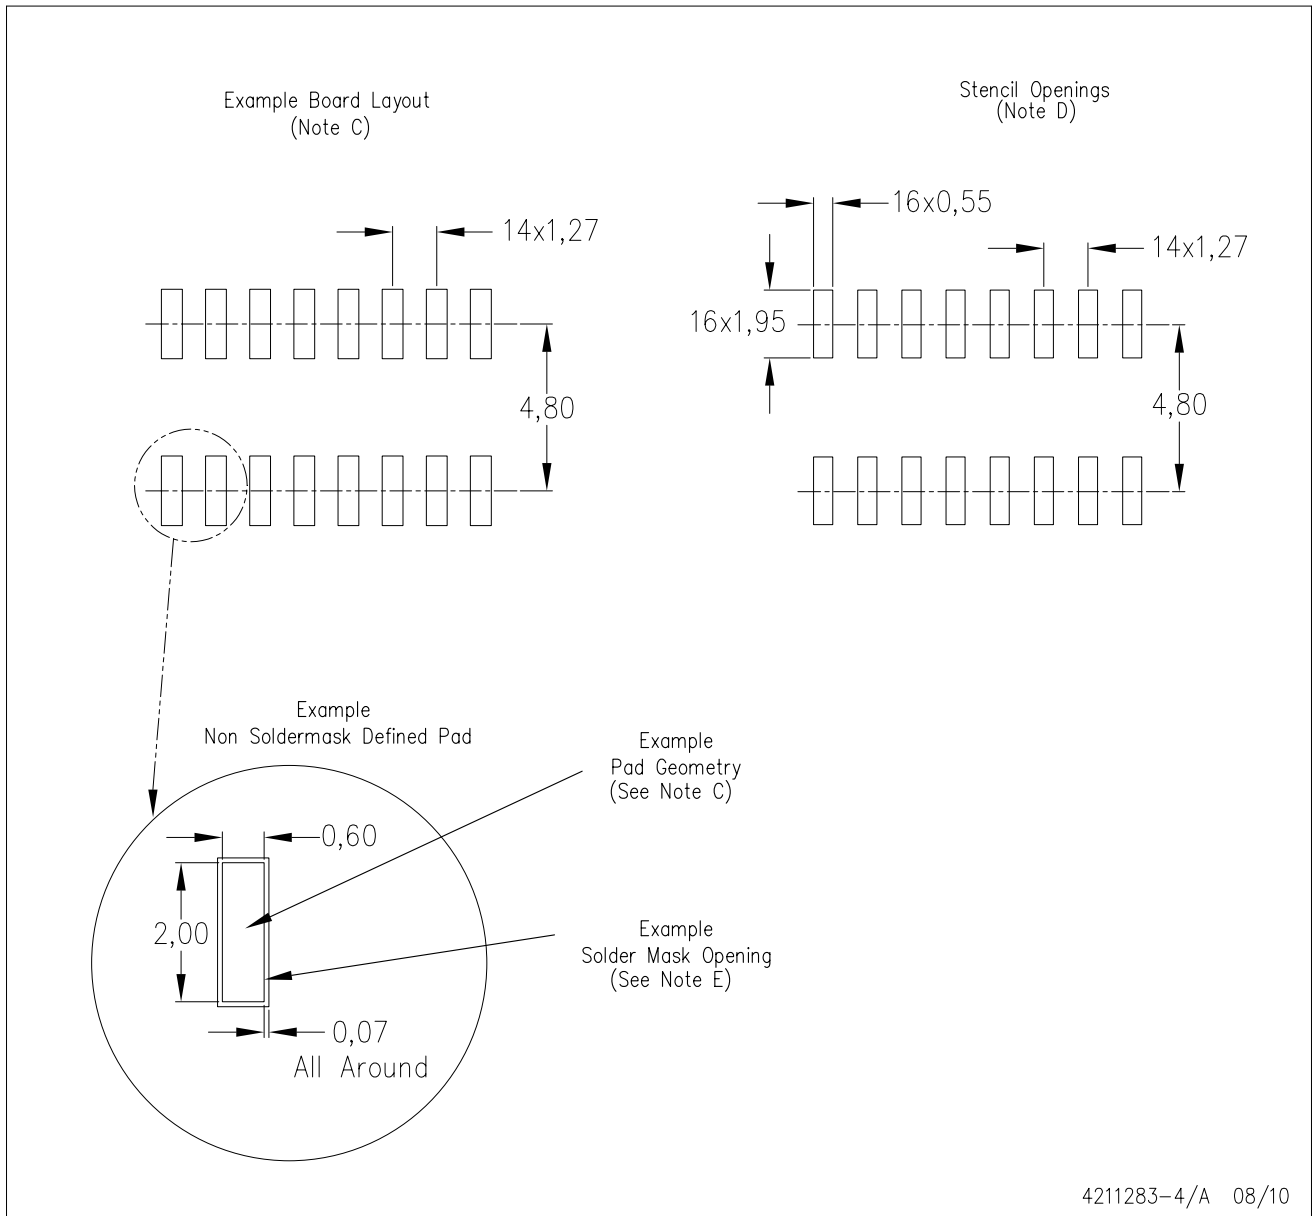 Example Board Layout
(Note C)
Stencil Openings
(Note D)
14x1,27
4,80
16x0,55
14x1,27
16x1,95
4,80
Example
Non Soldermask Defined Pad
Example
Pad Geometry
(See Note C)
0,60
2,00
Example
Solder Mask Opening
(See Note E)
0,07
All Around
4211283-4/A 08/10